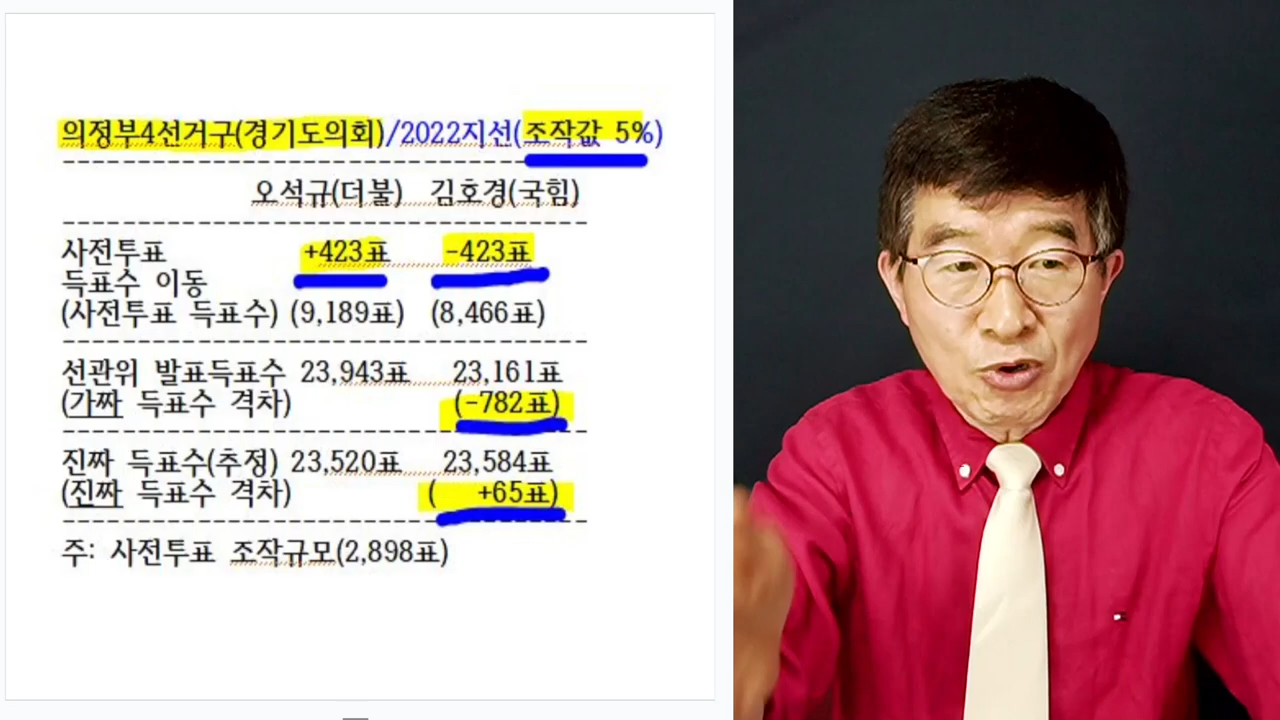 의정부4선거구(경기도의회)/2022지선(조작값 5%)
오석규(더불) 김호경(국힘)
사전투표 +423표 -423표
득표수 이동
(사전투표 득표수) (9,189표) (8,466표)
선관위 발표득표수 23,943표 23,161표
(가짜 득표수 격차) (-782표)
진짜 득표수(추정) 23,520표 23,584표
(진짜 득표수 격차) ( +65표)
주: 사전투표 조작규모(2,898표)